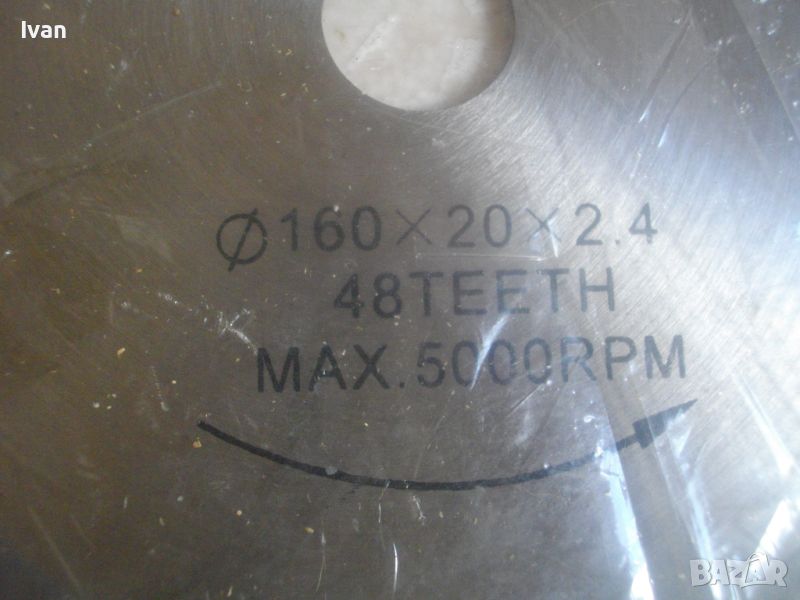 Ivan
Ø160×20×2.4
48TEETH
MAX.5000RPM
BAZAR